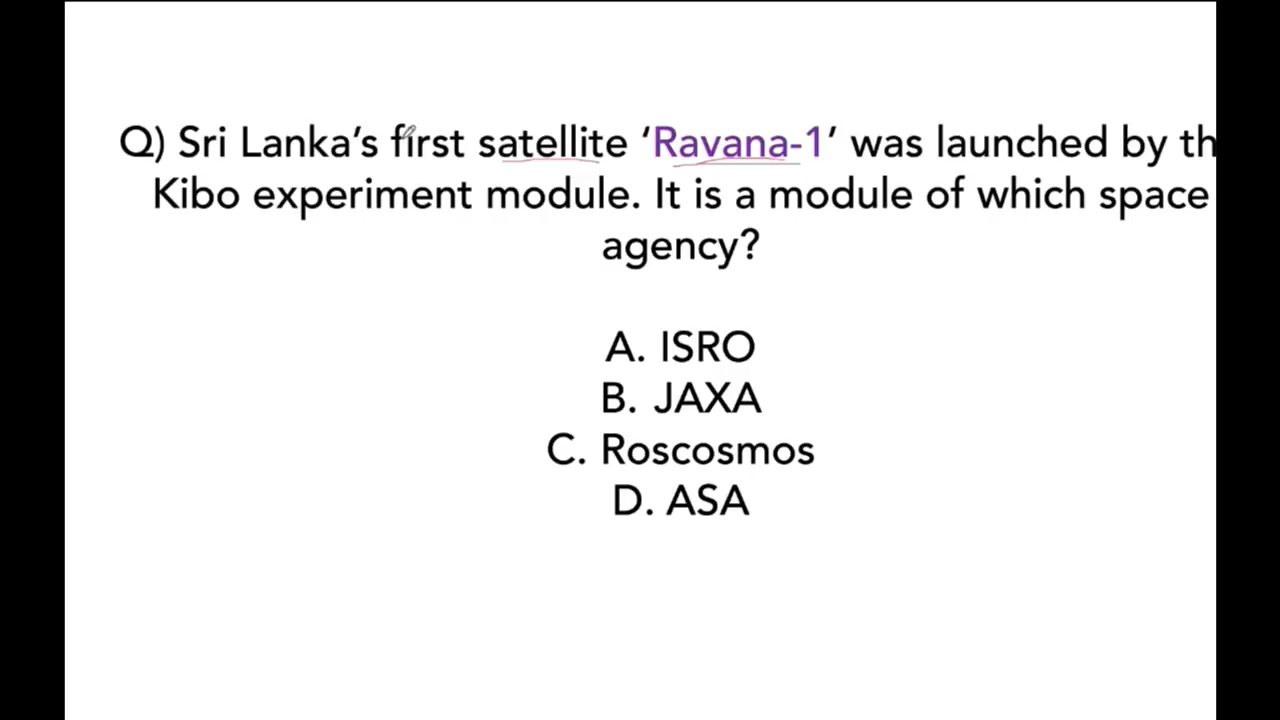 Q) Sri Lanka’s first satellite ‘Ravana-1’ was launched by th
Kibo experiment module. It is a module of which space
agency?
A. ISRO
B. JAXA
C. Roscosmos
D. ASA